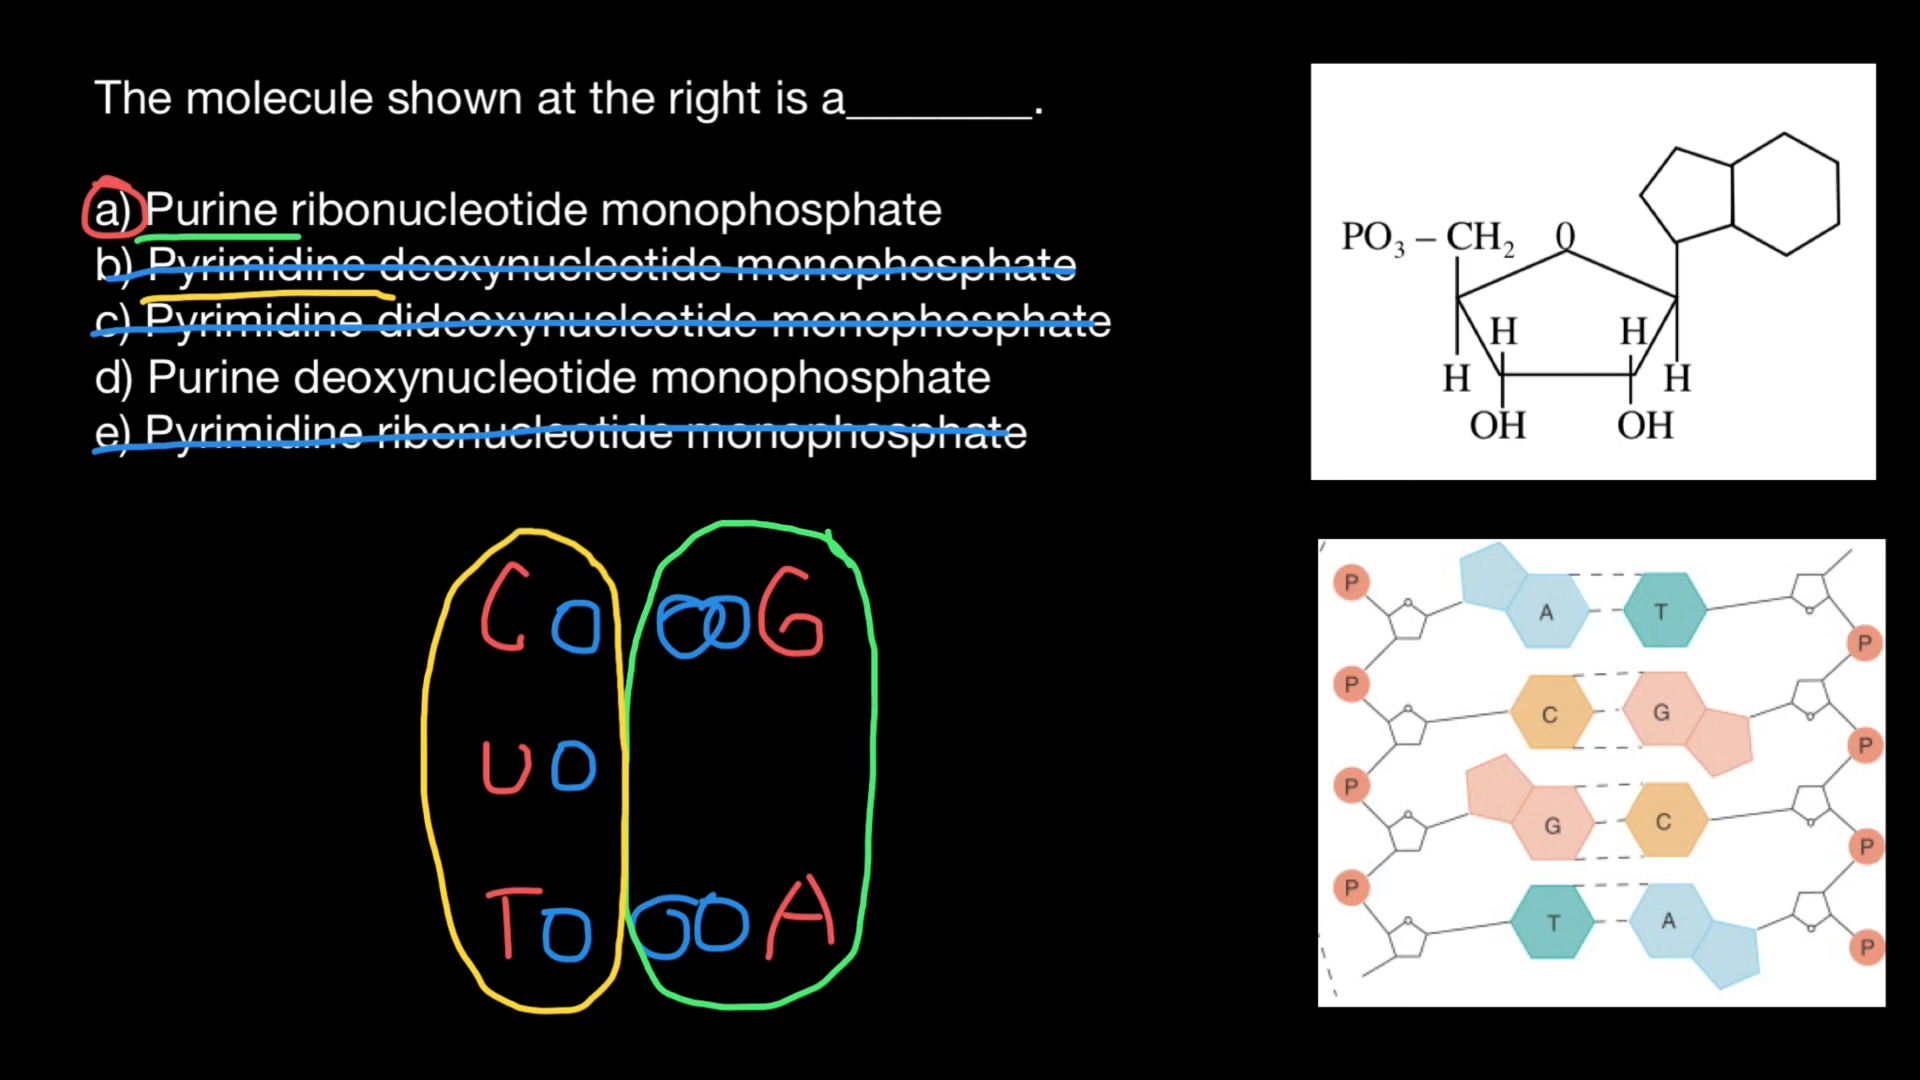 The molecule shown at the right is a________.
a) Purine ribonucleotide monophosphate
b) Pyrimidine deoxynucleotide monophosphate
c) Pyrimidine dideoxynucleotide monophosphate
d) Purine deoxynucleotide monophosphate
e) Pyrimidine ribonucleotide monophosphate
PO3 – CH2 0
H H
H H
OH OH
C G
U
T A
P A T
P
P C G
P
P G C
P
P T A
P